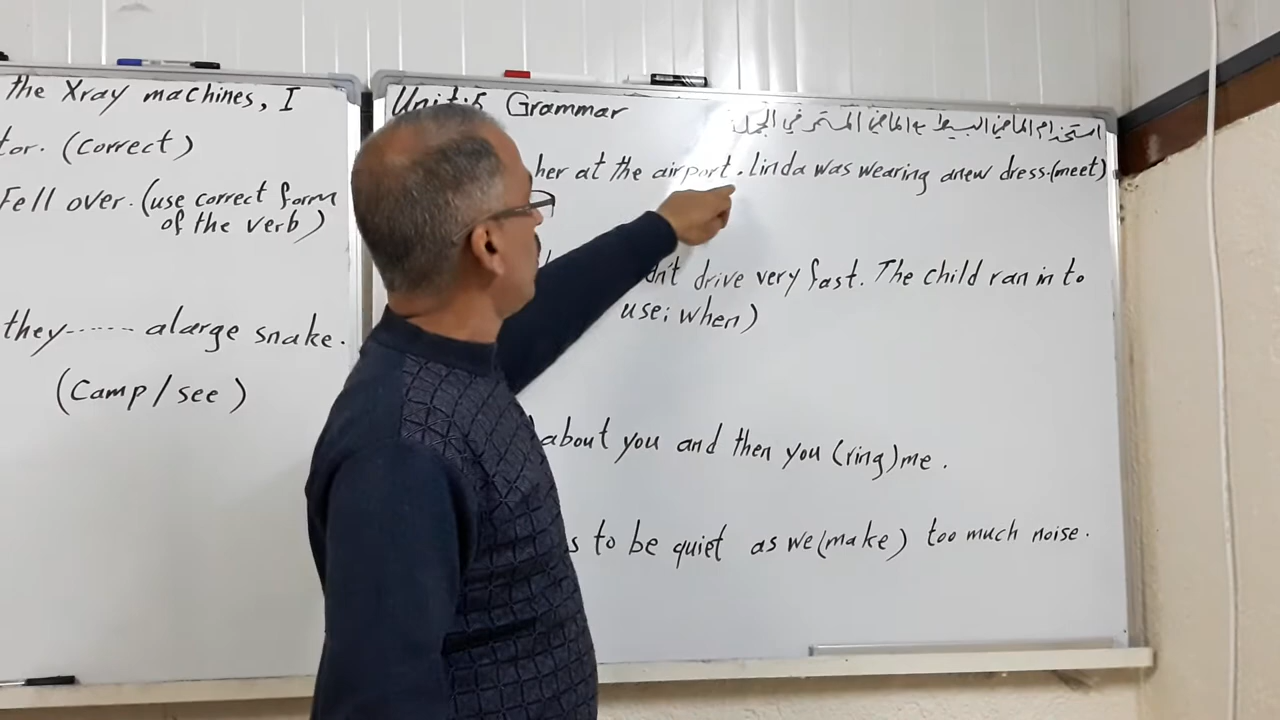 the Xray machines, I
tor. (Correct)
Fell over. (use correct form
of the verb)
they------ alarge snake.
(Camp / see)
Unit:5 Grammar
استخدام الماضي البسيط و الماضي المستمر في الجمل:
her at the airport. Linda was wearing anew dress.(meet)
dn't drive very fast. The child ran in to
use: when)
about you and then you (ring) me.
s to be quiet as we (make) too much noise.